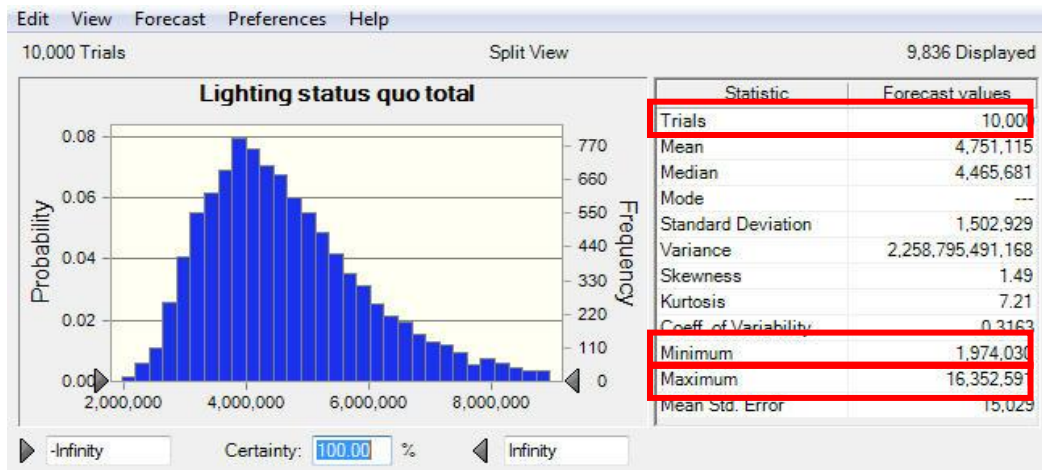 Edit View Forecast Preferences Help
10,000 Trials Split View 9,836 Displayed
Lighting status quo total
Probability
0.08
0.06
0.04
0.02
0.00
2,000,000 4,000,000 6,000,000 8,000,000
770
660
550
440
330
220
110
0
Frequency
Statistic Forecast values
Trials 10,000
Mean 4,751,115
Median 4,465,681
Mode ---
Standard Deviation 1,502,929
Variance 2,258,795,491,168
Skewness 1.49
Kurtosis 7.21
Coeff. of Variability 0.3163
Minimum 1,974,030
Maximum 16,352,597
Mean Std. Error 15,029
-Infinity Certainty: 100.00 % Infinity